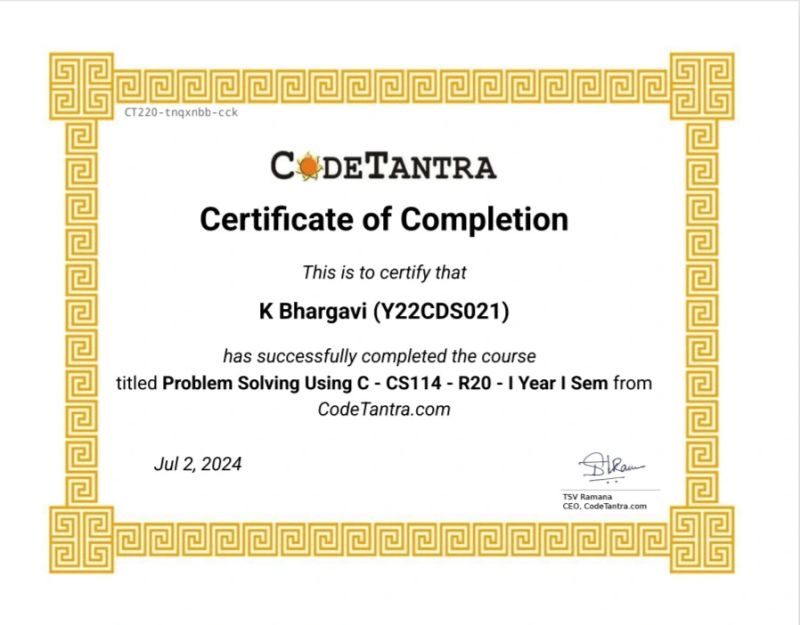 CT220-tnqxnbb-cck
CODETANTRA
Certificate of Completion
This is to certify that
K Bhargavi (Y22CDS021)
has successfully completed the course
titled Problem Solving Using C - CS114 - R20 - I Year I Sem from
CodeTantra.com
Jul 2, 2024
TSV Ramana
CEO, CodeTantra.com